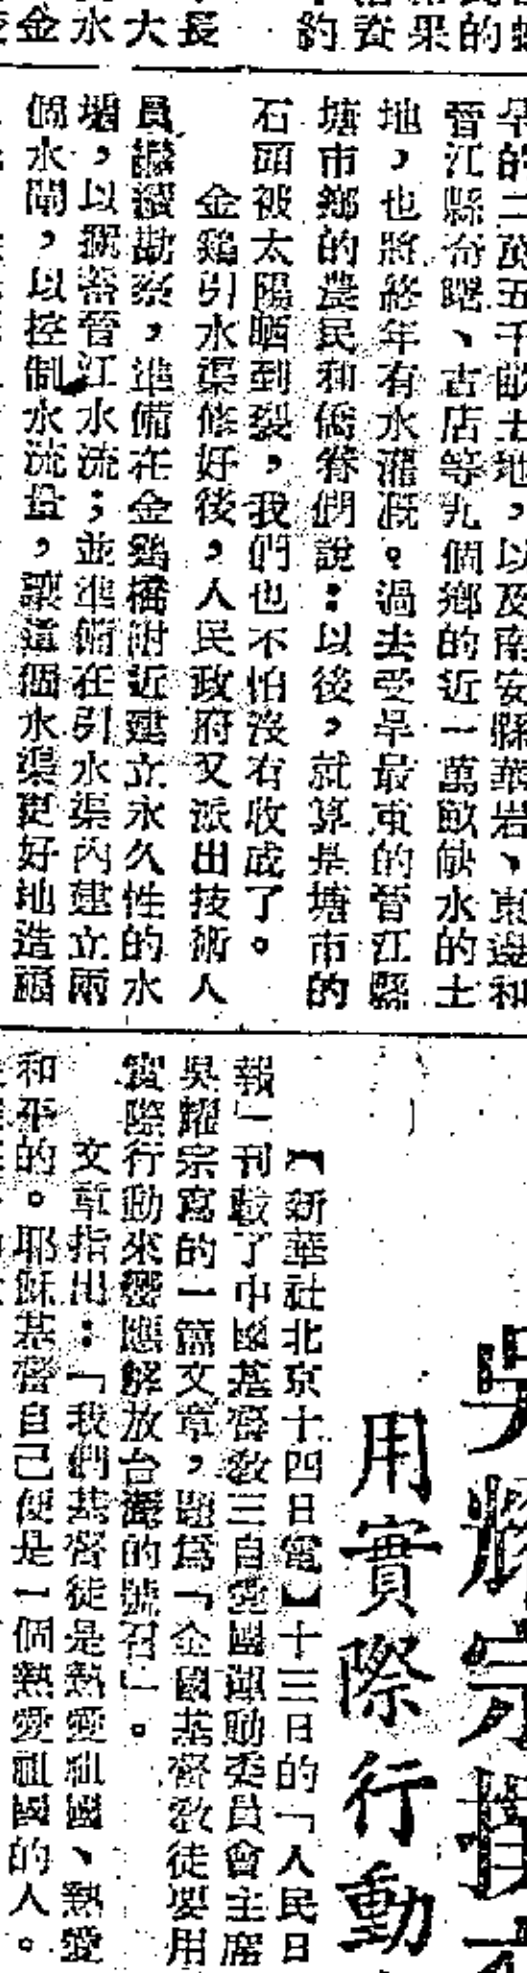 果的
約
長
大
水
金
旱的二萬五千畝土地，以及南安縣華岩、東邊和
晉江縣奇曙、古店等九個鄉的近一萬畝缺水的土
地，也將終年有水灌溉。過去受旱最重的晉江縣
塘市鄉的農民和僑眷們說：以後，就算是塘市的
石頭被太陽晒到裂，我們也不怕沒有收成了。
金鷄引水渠修好後，人民政府又派出技術人
員繼續勘察，準備在金鷄橋附近建立永久性的水
壩，以攔蓄晉江水流；並準備在引水渠內建立兩
個水閘，以控制水流量，讓這個水渠更好地造福
吳耀宗撰
用實際行動
【新華社北京十四日電】十三日的「人民日
報」刊載了中國基督敎三自愛國運動委員會主席
吳耀宗寫的一篇文章，題爲「全國基督敎徒要用
實際行動來響應解放台灣的號召」。
文章指出：「我們基督徒是熱愛祖國、熱愛
和平的。耶穌基督自己便是一個熱愛祖國的人。